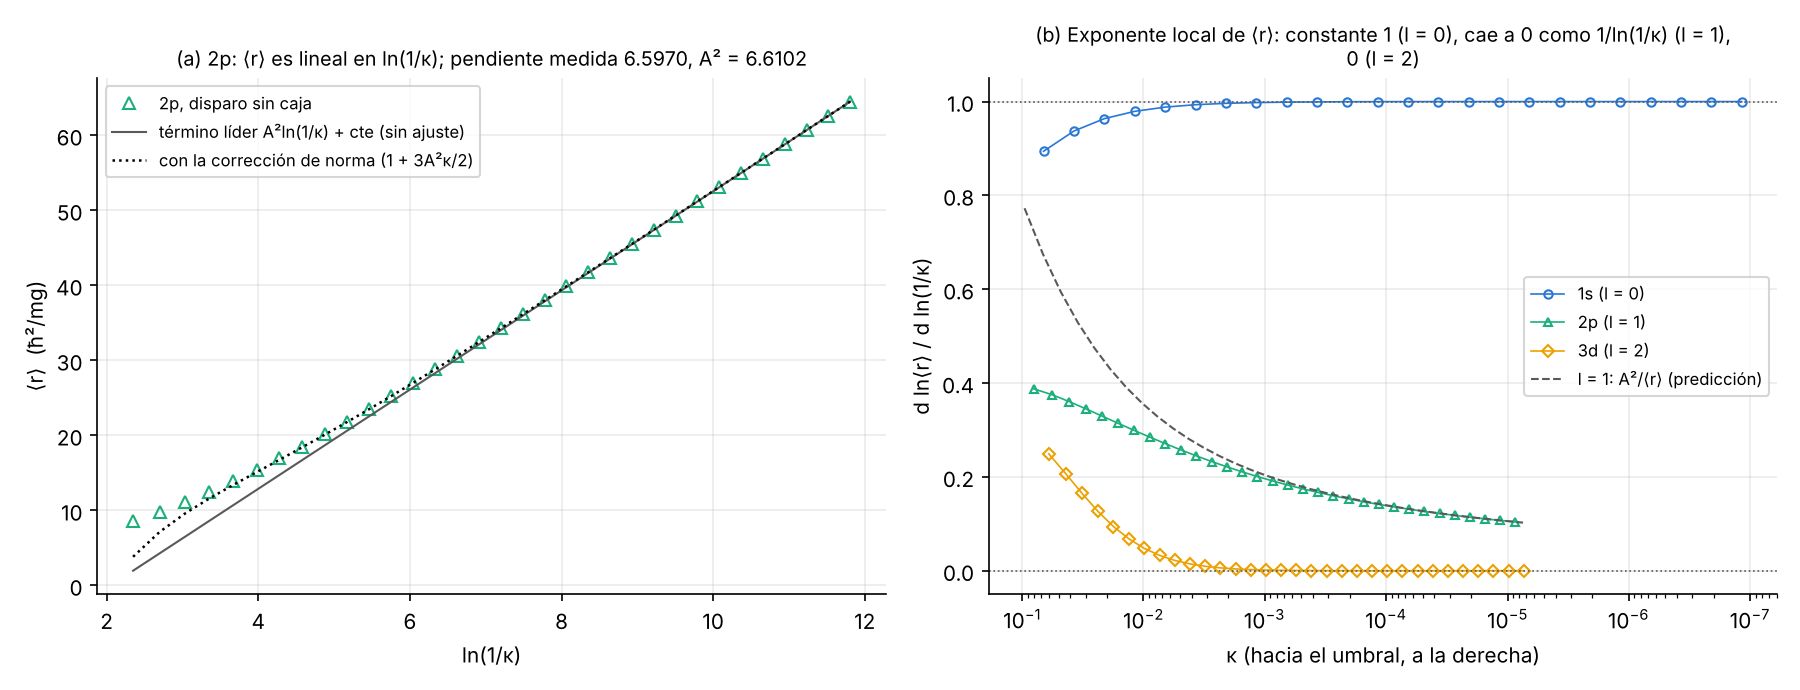 (a) 2p: ⟨r⟩ es lineal en ln(1/κ); pendiente medida 6.5970, A² = 6.6102
2p, disparo sin caja
término líder A²ln(1/κ) + cte (sin ajuste)
con la corrección de norma (1 + 3A²κ/2)
⟨r⟩ (ħ²/mg)
60
50
40
30
20
10
0
2
4
6
8
10
12
ln(1/κ)
(b) Exponente local de ⟨r⟩: constante 1 (l = 0), cae a 0 como 1/ln(1/κ) (l = 1),
0 (l = 2)
d ln⟨r⟩ / d ln(1/κ)
1.0
0.8
0.6
0.4
0.2
0.0
1s (l = 0)
2p (l = 1)
3d (l = 2)
l = 1: A²/⟨r⟩ (predicción)
10⁻¹
10⁻²
10⁻³
10⁻⁴
10⁻⁵
10⁻⁶
10⁻⁷
κ (hacia el umbral, a la derecha)